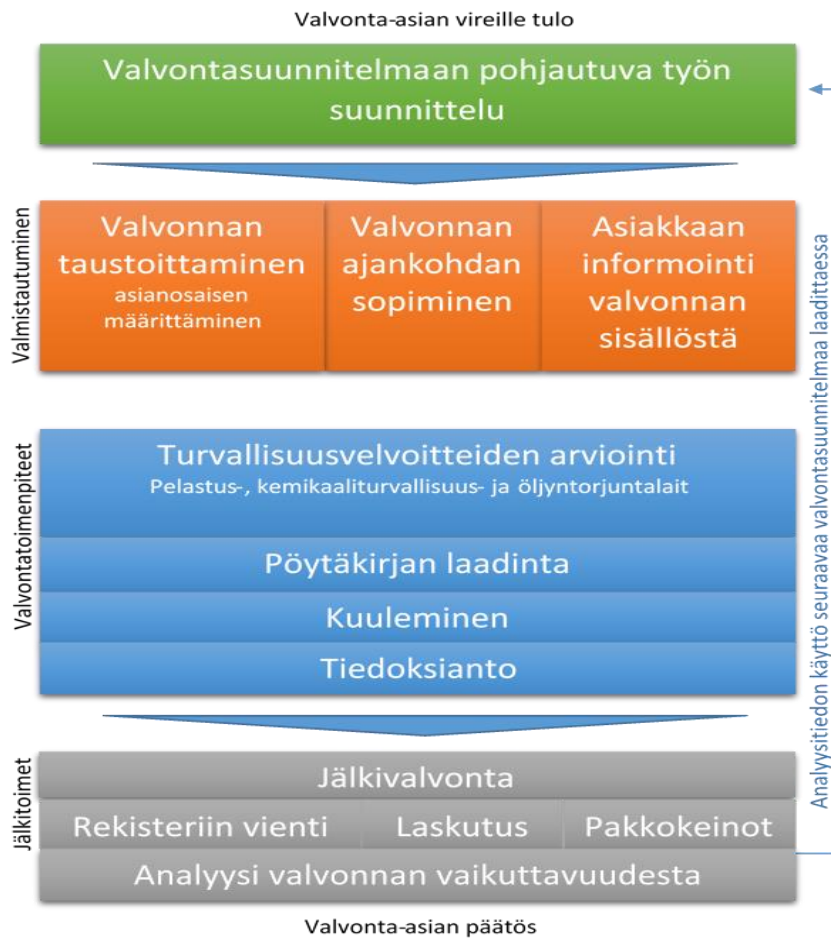 Valvonta-asian vireille tulo
Valvontasuunnitelmaan pohjautuva työn
suunnittelu
Valmistautuminen
Valvonnan
taustoittaminen
asianosaisen
määrittäminen
Valvonnan
ajankohdan
sopiminen
Asiakkaan
informointi
valvonnan
sisällöstä
Valvontatoimenpiteet
Turvallisuusvelvoitteiden arviointi
Pelastus-, kemikaaliturvallisuus- ja öljyntorjuntalait
Pöytäkirjan laadinta
Kuuleminen
Tiedoksianto
Jälkitoimet
Jälkivalvonta
Rekisteriin vienti
Laskutus
Pakkokeinot
Analyysi valvonnan vaikuttavuudesta
Analyysitiedon käyttö seuraavaa valvontasuunnitelmaa laadittaessa
Valvonta-asian päätös